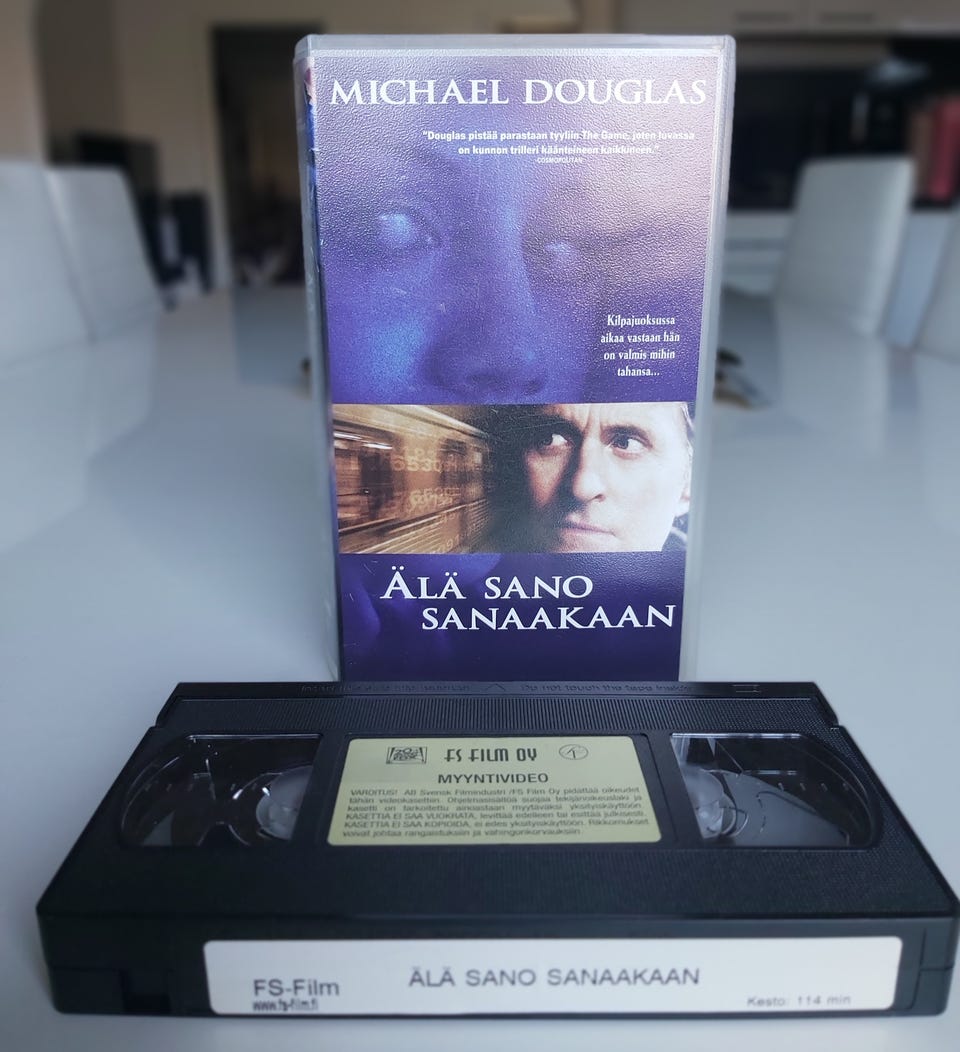 MICHAEL DOUGLAS
"Douglas pistää parastaan tyyliin The Game, joten luvassa
on kunnon trilleri käänteineen kaikkineen."
COSMOPOLITAN
Kilpajuoksussa
aikaa vastaan hän
on valmis mihin
tahansa...
ÄLÄ SANO
SANAAKAAN
Do not touch the tape inside
FS FILM OY
MYYNTIVIDEO
VAROITUS! AB Svensk Filmindustri /FS Film Oy pidättää oikeudet
tähän videokasettiin. Ohjelmasisältöä suojaa tekijänoikeuslaki ja
kasetti on tarkoitettu ainoastaan myytäväksi yksityiskäyttöön.
KASETTIA EI SAA VUOKRATA, levittää edelleen tai esittää julkisesti.
KASETTIA EI SAA KOPIOIDA, ei edes yksityiskäyttöön. Rikkomukset
voivat johtaa rangaistuksiin ja vahingonkorvauksiin.
FS-Film
www.fs-film.fi
ÄLÄ SANO SANAAKAAN
Kesto: 114 min